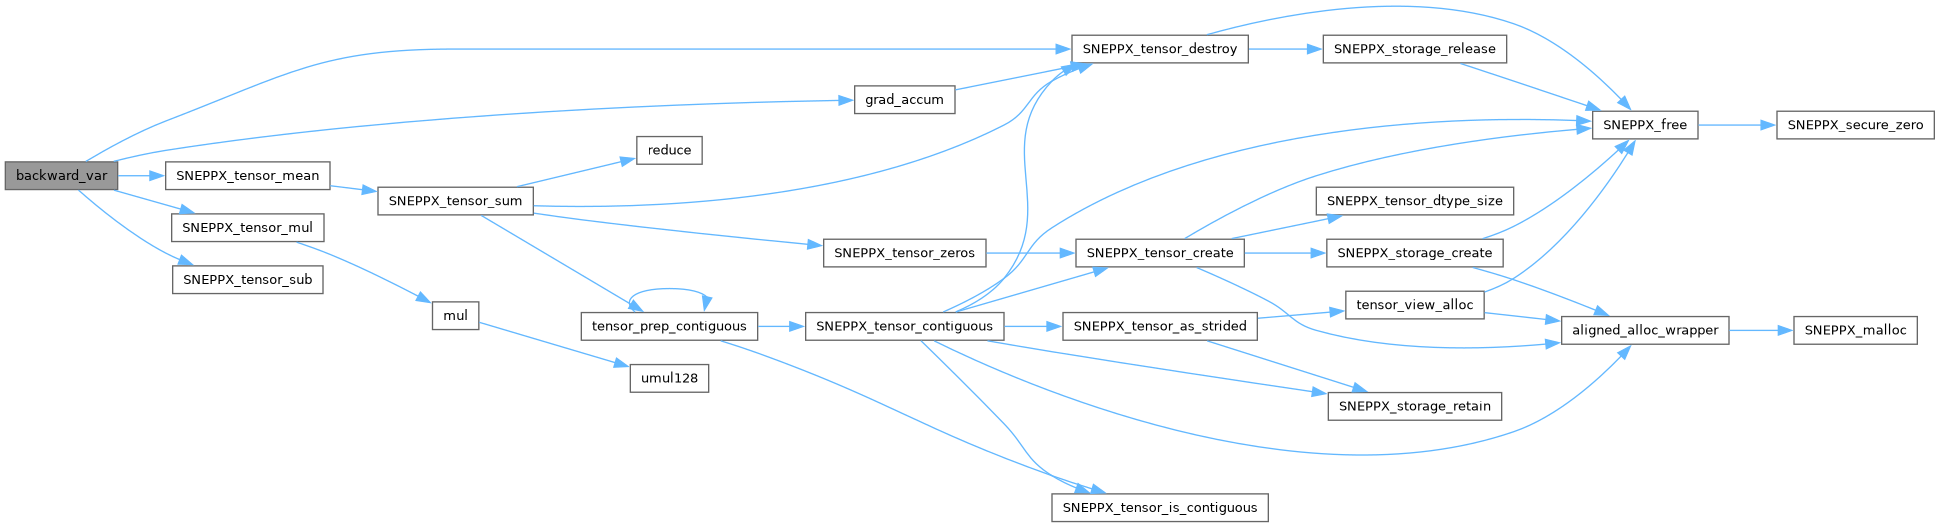 backward_var
SNEPPX_tensor_destroy
SNEPPX_storage_release
grad_accum
SNEPPX_free
SNEPPX_secure_zero
reduce
SNEPPX_tensor_mean
SNEPPX_tensor_sum
SNEPPX_tensor_dtype_size
SNEPPX_tensor_mul
SNEPPX_tensor_zeros
SNEPPX_tensor_create
SNEPPX_storage_create
SNEPPX_tensor_sub
tensor_view_alloc
mul
tensor_prep_contiguous
SNEPPX_tensor_contiguous
SNEPPX_tensor_as_strided
aligned_alloc_wrapper
SNEPPX_malloc
umul128
SNEPPX_storage_retain
SNEPPX_tensor_is_contiguous